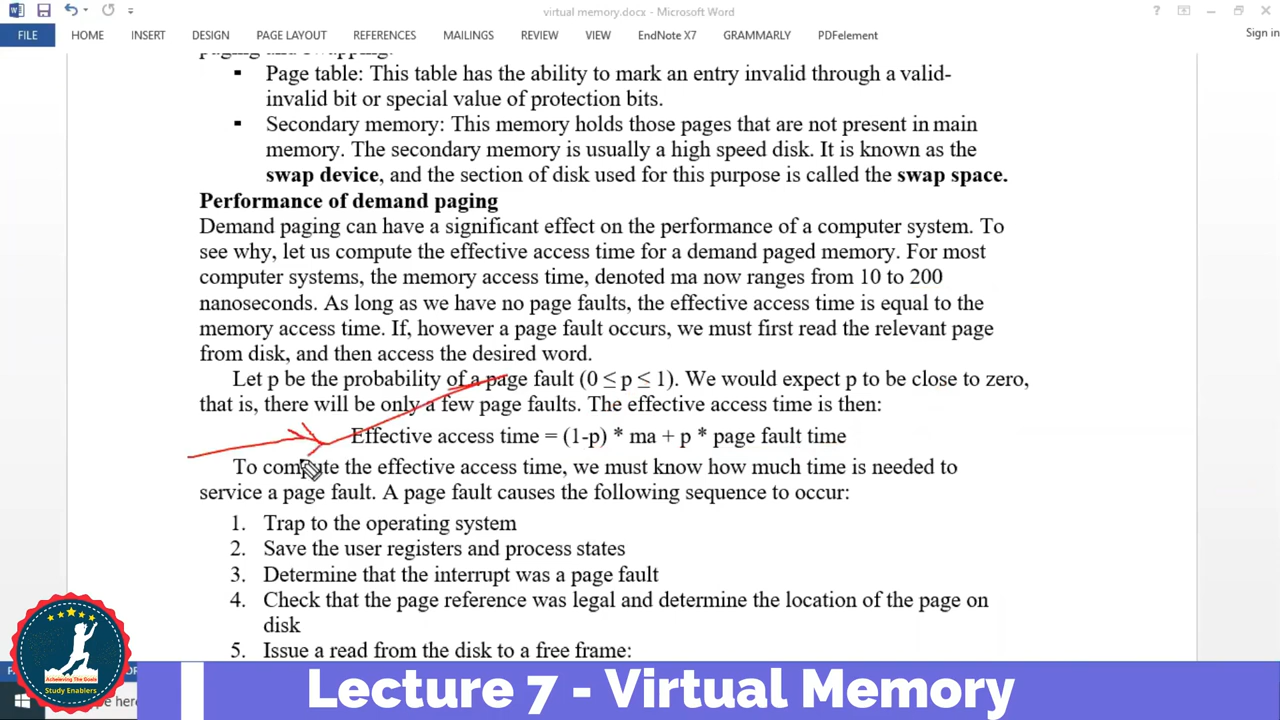 virtual memory.docx - Microsoft Word
FILE HOME INSERT DESIGN PAGE LAYOUT REFERENCES MAILINGS REVIEW VIEW EndNote X7 GRAMMARLY PDFelement Sign in
paging and swapping.
▪ Page table: This table has the ability to mark an entry invalid through a valid-
invalid bit or special value of protection bits.
▪ Secondary memory: This memory holds those pages that are not present in main
memory. The secondary memory is usually a high speed disk. It is known as the
swap device, and the section of disk used for this purpose is called the swap space.
Performance of demand paging
Demand paging can have a significant effect on the performance of a computer system. To
see why, let us compute the effective access time for a demand paged memory. For most
computer systems, the memory access time, denoted ma now ranges from 10 to 200
nanoseconds. As long as we have no page faults, the effective access time is equal to the
memory access time. If, however a page fault occurs, we must first read the relevant page
from disk, and then access the desired word.
Let p be the probability of a page fault (0 ≤ p ≤ 1). We would expect p to be close to zero,
that is, there will be only a few page faults. The effective access time is then:
Effective access time = (1-p) * ma + p * page fault time
To compute the effective access time, we must know how much time is needed to
service a page fault. A page fault causes the following sequence to occur:
1. Trap to the operating system
2. Save the user registers and process states
3. Determine that the interrupt was a page fault
4. Check that the page reference was legal and determine the location of the page on
disk
5. Issue a read from the disk to a free frame:
Acheieving The Goals
Study Enablers
Lecture 7 - Virtual Memory